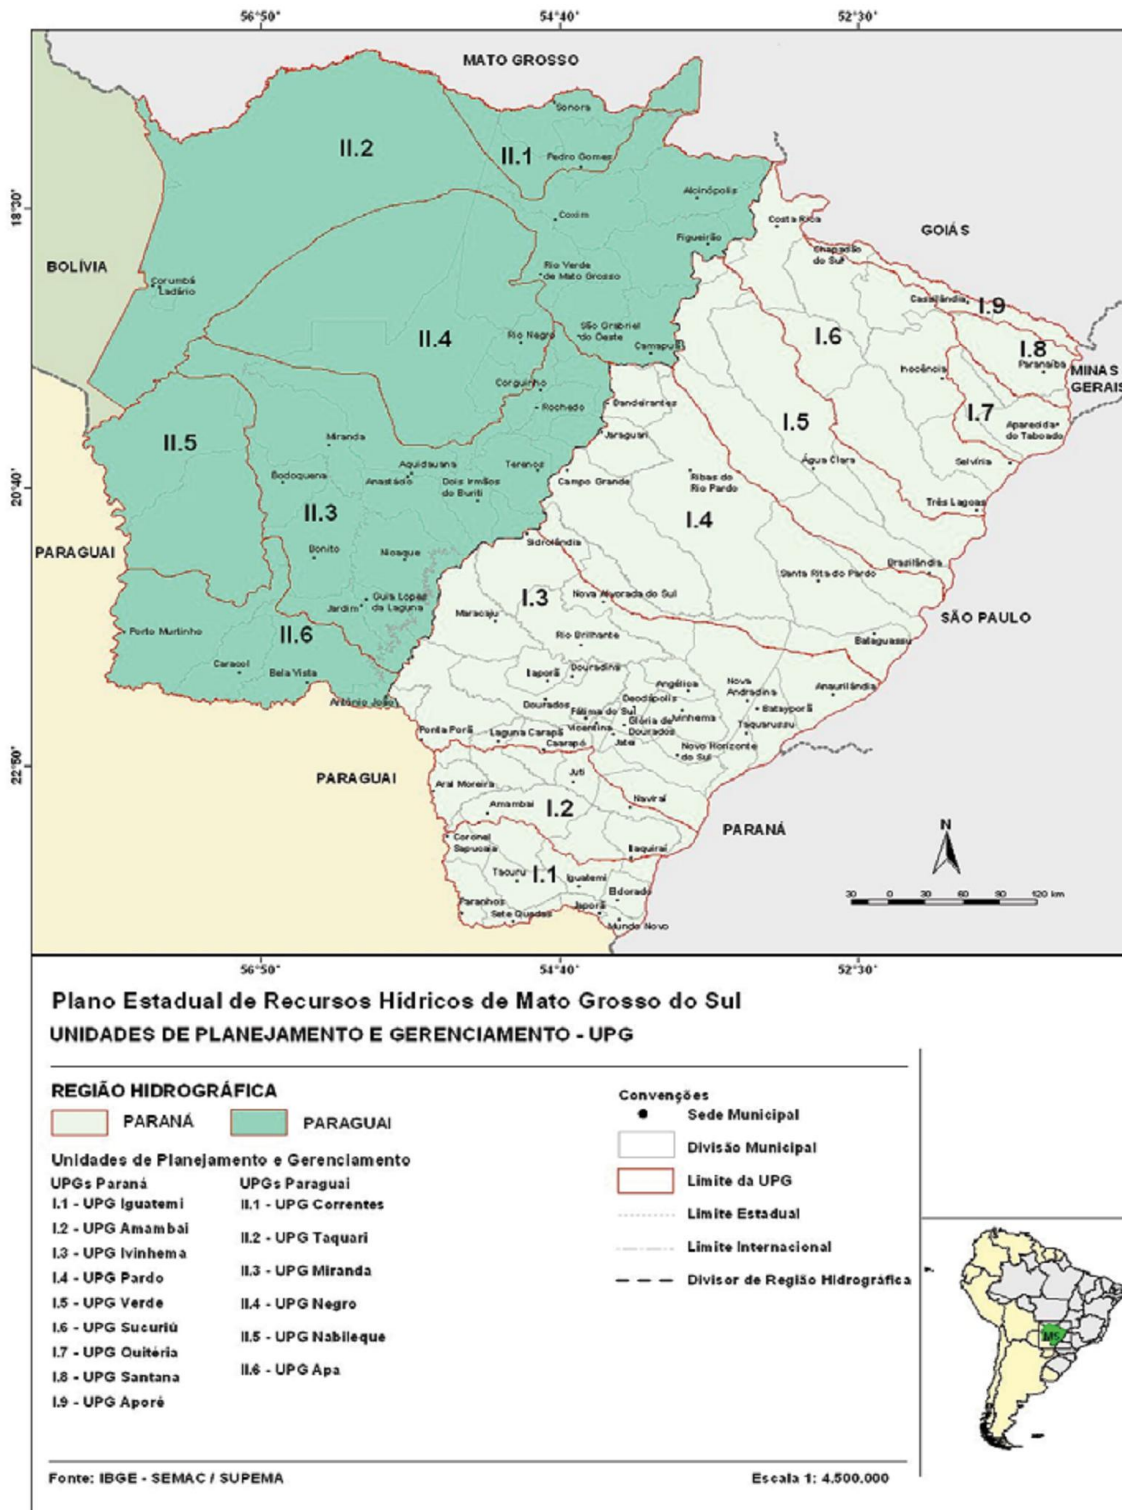 56°50' 54°40' 52°30'
MATO GROSSO
Sonora
II.2
II.1
Pedro Gomes
18°30'
Alcinópolis
Coxim
Costa Rica
GOIÁS
Figueirão
Chapadão
do Sul
BOLÍVIA
Rio Verde
de Mato Grosso
Corumbá
Ladário
Cassilândia
I.9
São Grabriel
do Oeste
Rio Negro
II.4
I.6
Camapuã
I.8
Paranaíba
MINAS
GERAIS
Inocência
Corguinho
Rochedo
Bandeirantes
I.7
II.5
I.5
Aparecida
do Taboado
Jaraguari
Miranda
Água Clara
Selvíria
Aquidauana
Terenos
20°40'
Bodoquena
Anastácio
Dois Irmãos
do Buriti
Campo Grande
Ribas do
Rio Pardo
Três Lagoas
II.3
I.4
PARAGUAI
Bonito
Nioaque
Sidrolândia
Brasilândia
Santa Rita do Pardo
Guia Lopes
da Laguna
Jardim
I.3
Nova Alvorada do Sul
SÃO PAULO
Maracaju
Porto Murtinho
II.6
Rio Brilhante
Bataguassu
Caracol
Bela Vista
Itaporã
Douradina
Angélica
Nova
Andradina
Anaurilândia
Antônio João
Dourados
Deodápolis
Fátima do Sul
Ivinhema
Batayporã
Vicentina
Glória de
Dourados
Taquarussu
Ponta Porã
Laguna Carapã
Caarapó
Jateí
Novo Horizonte
do Sul
22°50'
PARAGUAI
Juti
Aral Moreira
Amambai
I.2
Naviraí
PARANÁ
N
Coronel
Sapucaia
Itaquiraí
Tacuru
I.1
Iguatemi
Eldorado
Paranhos
Sete Quedas
Japorã
Mundo Novo
30 0 30 60 90 120 km
56°50' 54°40' 52°30'
Plano Estadual de Recursos Hídricos de Mato Grosso do Sul
UNIDADES DE PLANEJAMENTO E GERENCIAMENTO - UPG
REGIÃO HIDROGRÁFICA
PARANÁ
PARAGUAI
Unidades de Planejamento e Gerenciamento
UPGs Paraná
I.1 - UPG Iguatemi
I.2 - UPG Amambai
I.3 - UPG Ivinhema
I.4 - UPG Pardo
I.5 - UPG Verde
I.6 - UPG Sucuriú
I.7 - UPG Quitéria
I.8 - UPG Santana
I.9 - UPG Aporé
UPGs Paraguai
II.1 - UPG Correntes
II.2 - UPG Taquari
II.3 - UPG Miranda
II.4 - UPG Negro
II.5 - UPG Nabileque
II.6 - UPG Apa
Convenções
Sede Municipal
Divisão Municipal
Limite da UPG
Limite Estadual
Limite Internacional
Divisor de Região Hidrográfica
MS
Fonte: IBGE - SEMAC / SUPEMA
Escala 1: 4.500.000